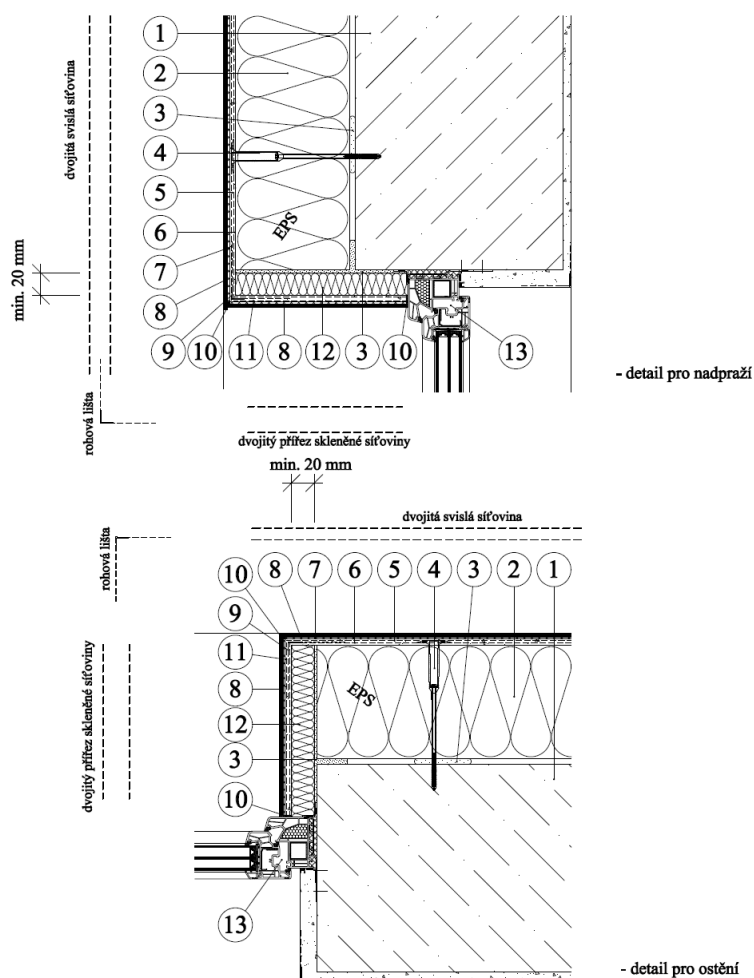 1
2
3
4
5
6
7
8
9
10
11
8
12
3
10
13
EPS
dvojitá svislá síťovina
min. 20 mm
rohová lišta
- detail pro nadpraží
dvojitý přířez skleněné síťoviny
min. 20 mm
dvojitá svislá síťovina
rohová lišta
10
8
7
6
5
4
3
2
1
9
11
8
12
3
10
13
EPS
dvojitý přířez skleněné síťoviny
- detail pro ostění